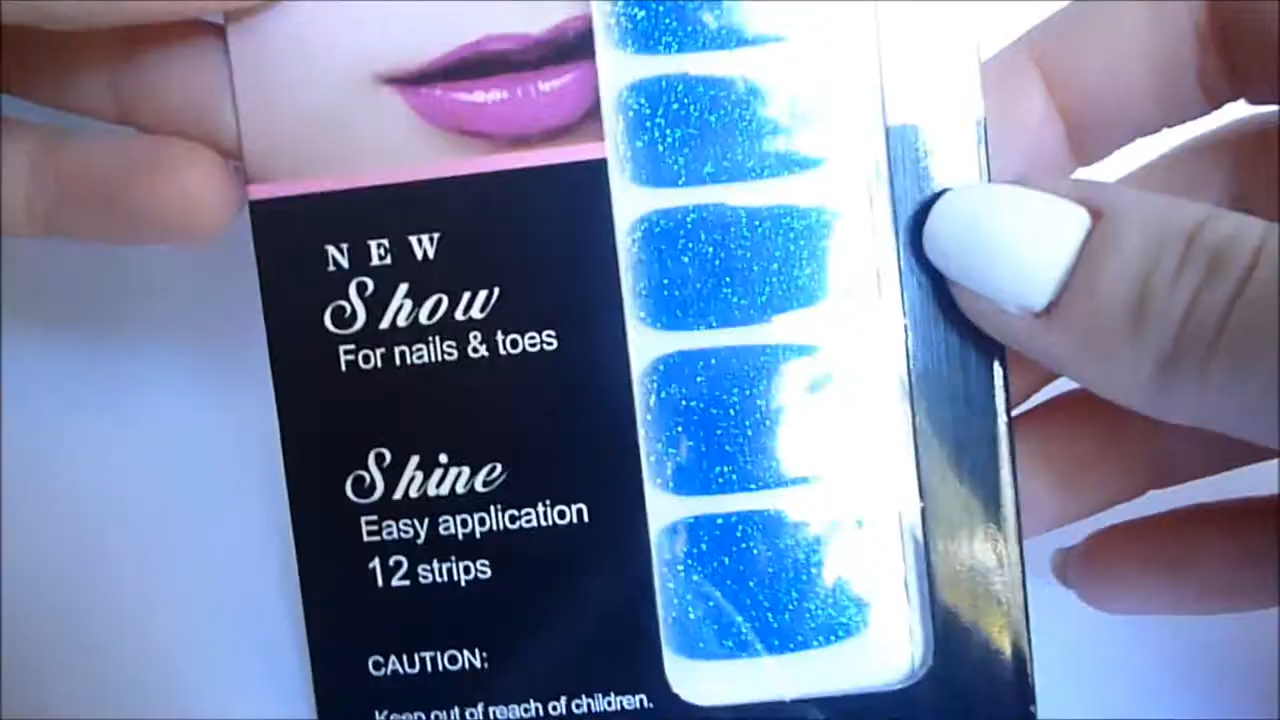 NEW
Show
For nails & toes
Shine
Easy application
12 strips
CAUTION:
Keep out of reach of children.